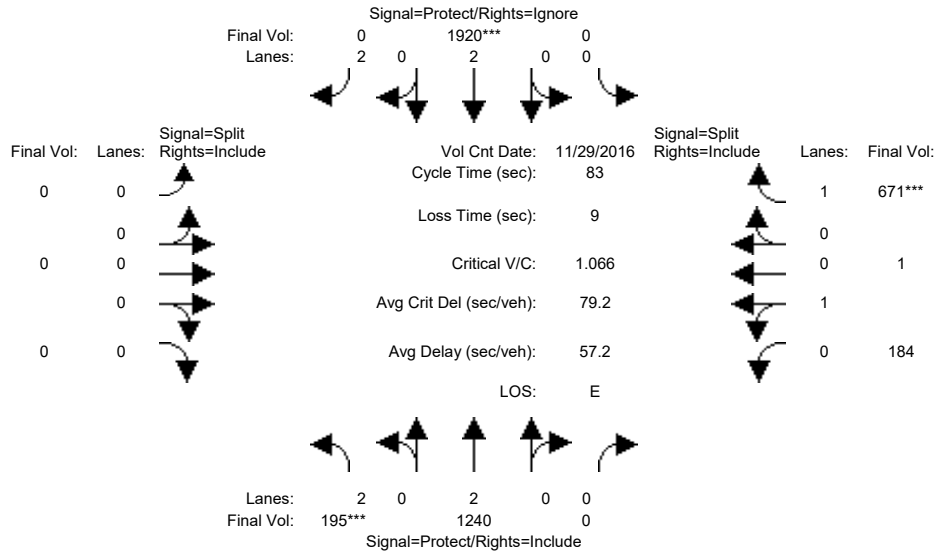 Signal=Protect/Rights=Ignore
Final Vol: 0 1920*** 0
Lanes: 2 0 2 0 0
Signal=Split Signal=Split
Final Vol: Lanes: Rights=Include Vol Cnt Date: 11/29/2016 Rights=Include Lanes: Final Vol:
Cycle Time (sec): 83
0 0 1 671***
Loss Time (sec): 9
0 0
0 0 Critical V/C: 1.066 0 1
0 Avg Crit Del (sec/veh): 79.2 1
0 0 Avg Delay (sec/veh): 57.2 0 184
LOS: E
Lanes: 2 0 2 0 0
Final Vol: 195*** 1240 0
Signal=Protect/Rights=Include